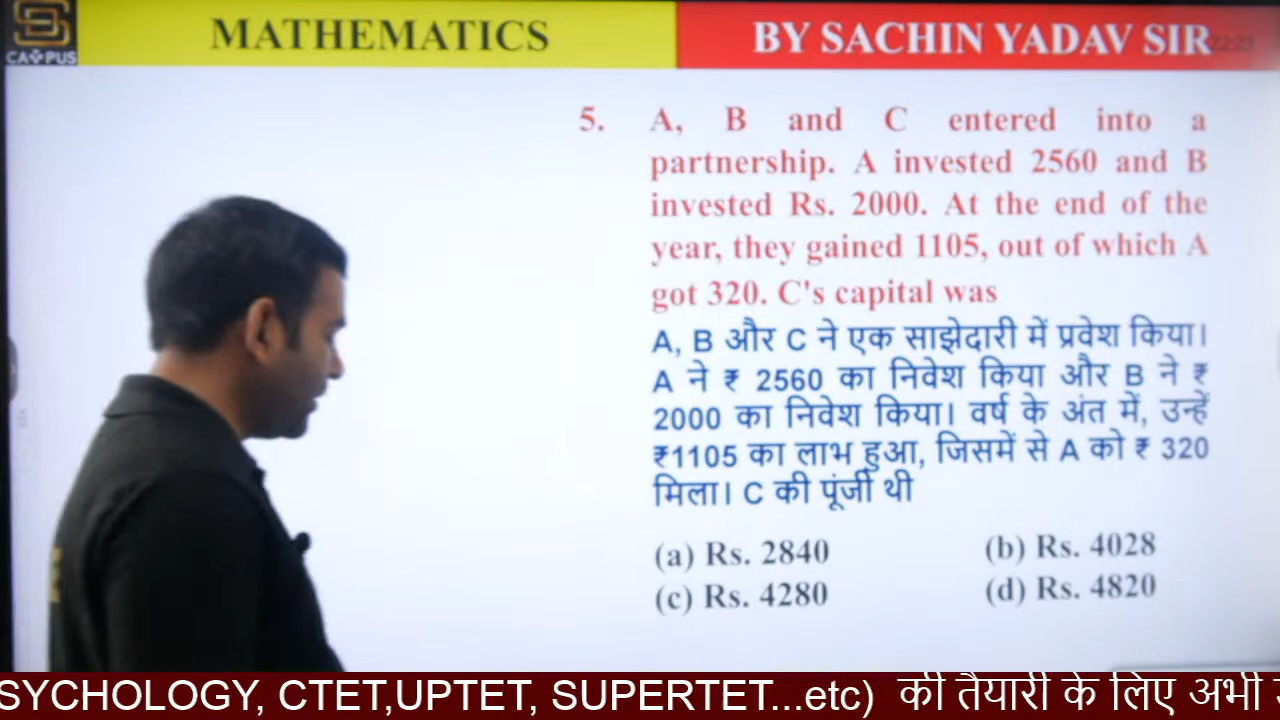 CAMPUS
MATHEMATICS
BY SACHIN YADAV SIR
5. A, B and C entered into a
partnership. A invested 2560 and B
invested Rs. 2000. At the end of the
year, they gained 1105, out of which A
got 320. C's capital was
A, B और C ने एक साझेदारी में प्रवेश किया।
A ने ₹ 2560 का निवेश किया और B ने ₹
2000 का निवेश किया। वर्ष के अंत में, उन्हें
₹1105 का लाभ हुआ, जिसमें से A को ₹ 320
मिला। C की पूंजी थी
(a) Rs. 2840 (b) Rs. 4028
(c) Rs. 4280 (d) Rs. 4820
SYCHOLOGY, CTET,UPTET, SUPERTET...etc) की तैयारी के लिए अभी